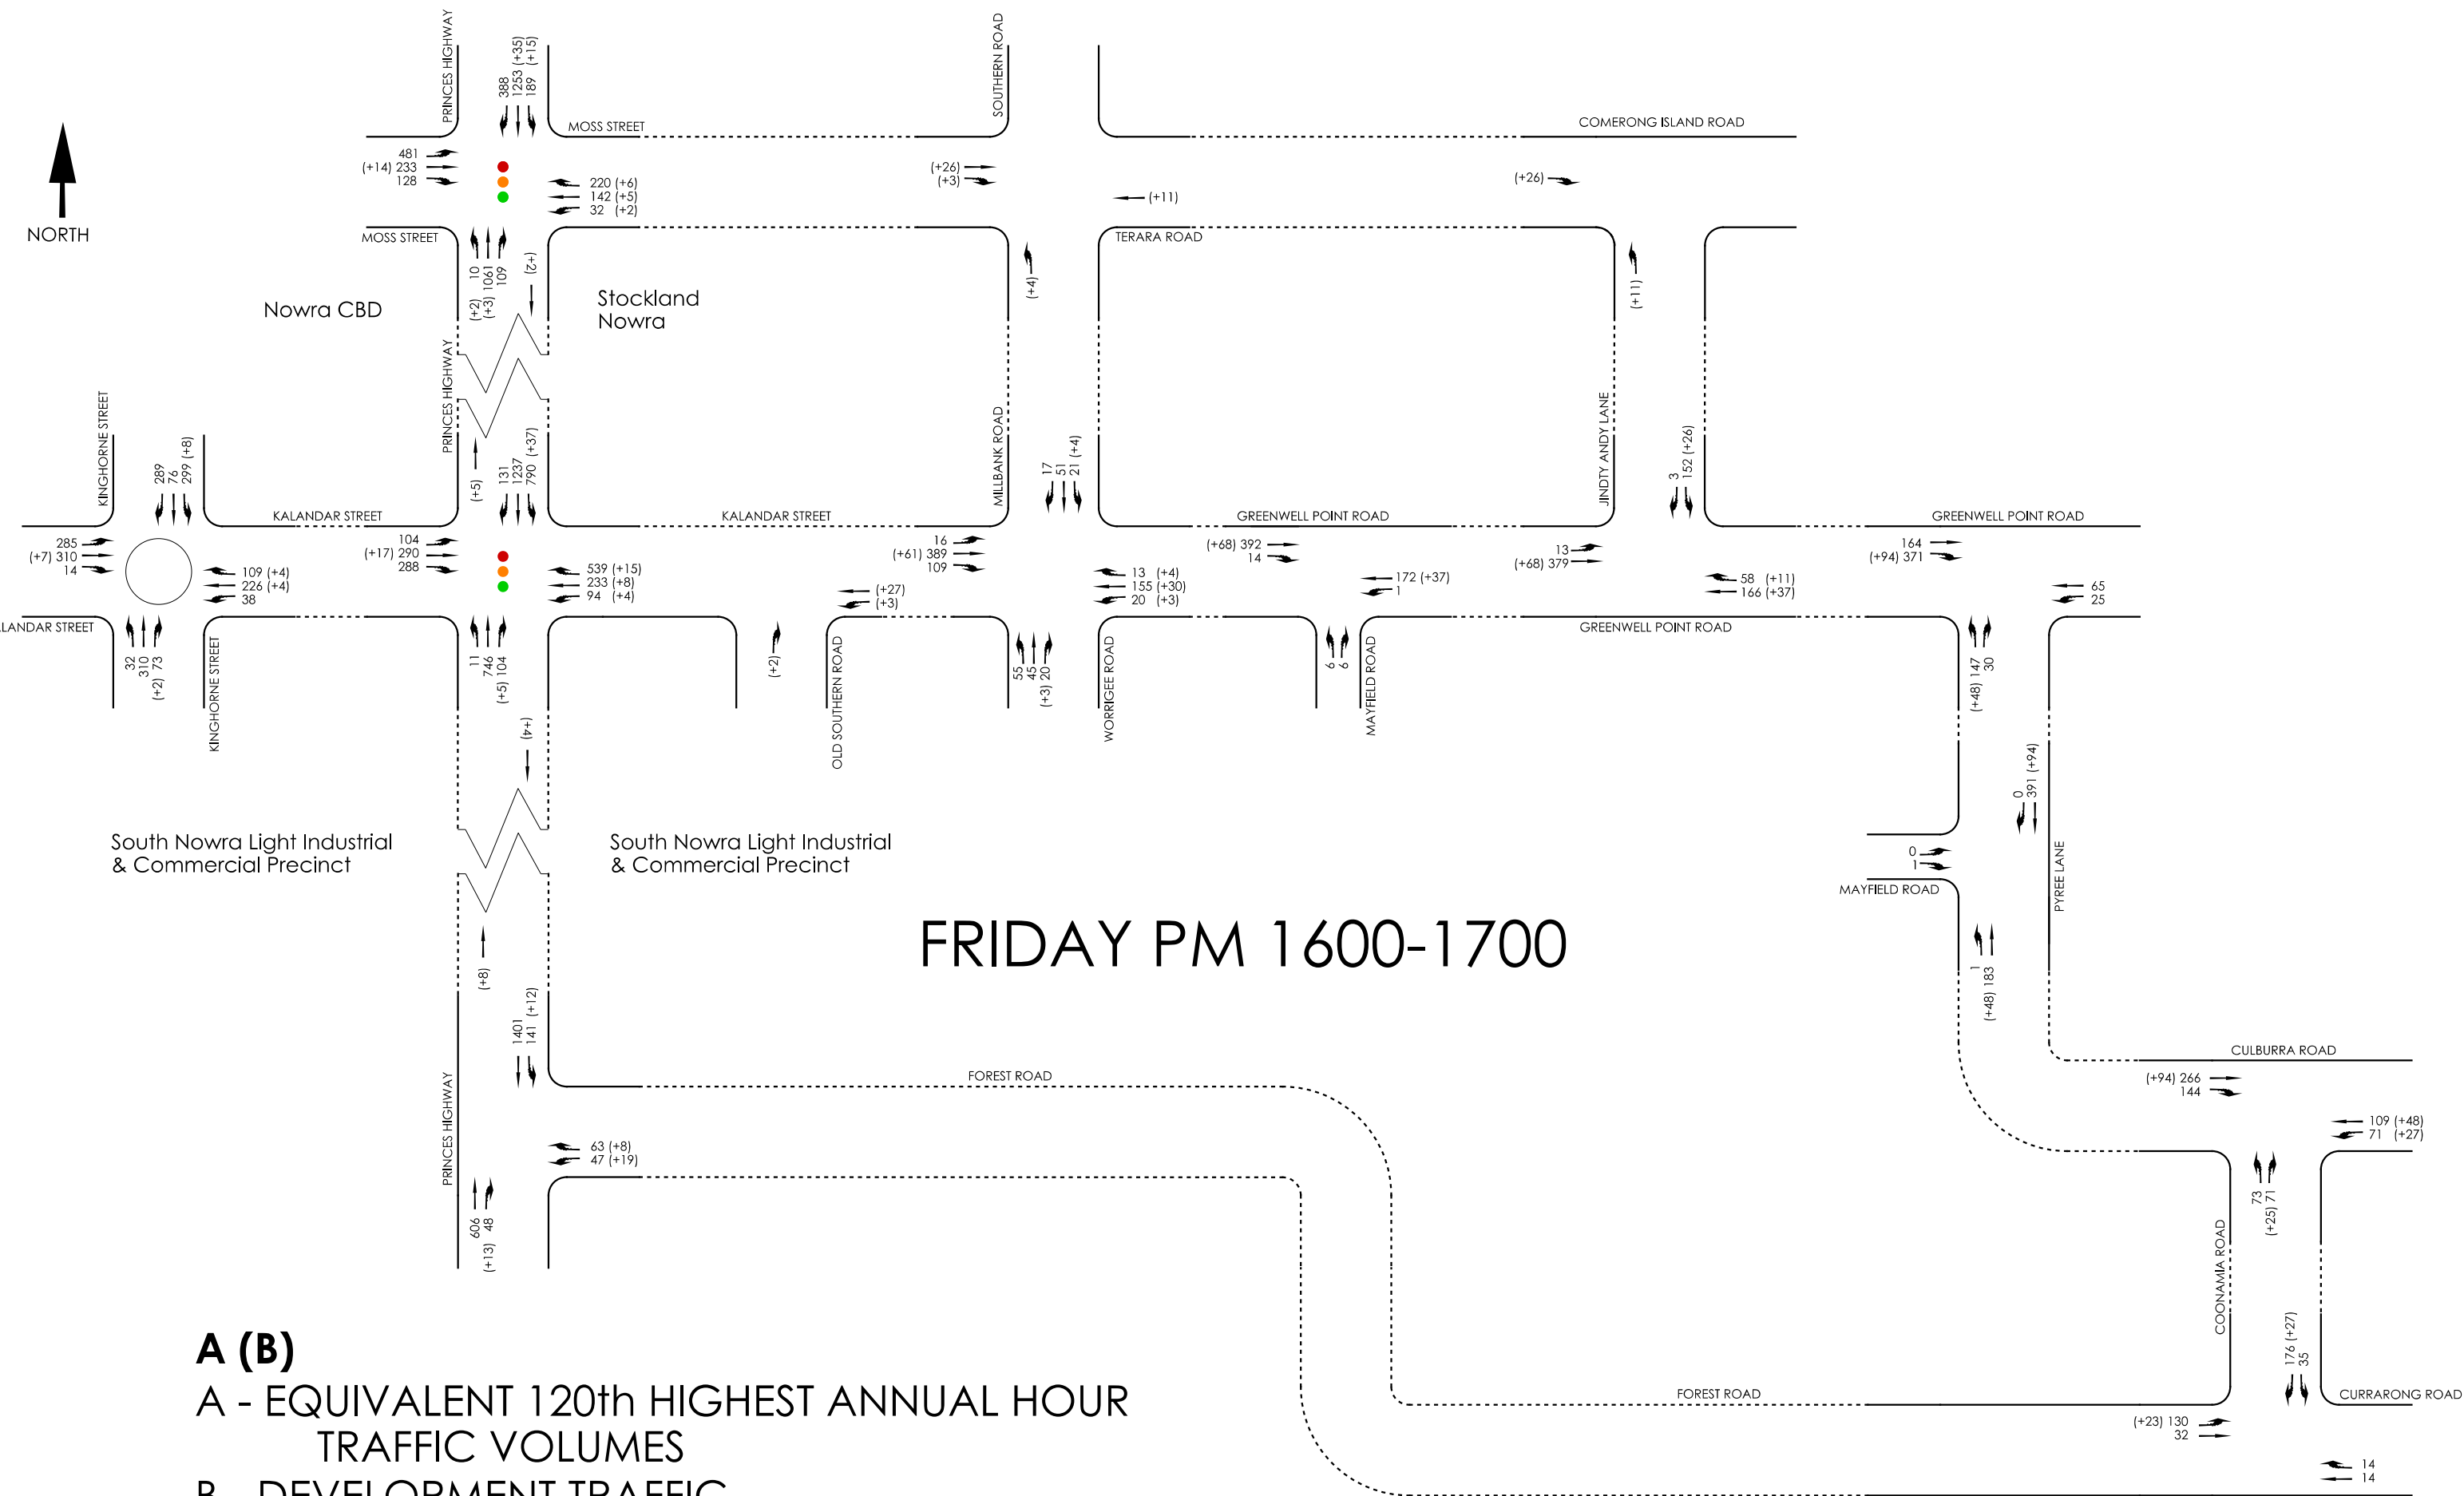 PRINCES HIGHWAY
388
1253 (+35)
189 (+15)
SOUTHERN ROAD
MOSS STREET
COMERONG ISLAND ROAD
NORTH
481
(+14) 233
128
220 (+6)
142 (+5)
32 (+2)
(+26)
(+3)
(+11)
(+26)
MOSS STREET
TERARA ROAD
(+2) 10
(+3) 1061
109
(+2)
(+4)
(+11)
Nowra CBD
Stockland
Nowra
KINGHORNE STREET
289
76
299 (+8)
PRINCES HIGHWAY
(+5)
131
1237
790 (+37)
MILLBANK ROAD
17
51
21 (+4)
JINDTY ANDY LANE
3
152 (+26)
KALANDAR STREET
KALANDAR STREET
GREENWELL POINT ROAD
GREENWELL POINT ROAD
285
(+7) 310
14
109 (+4)
226 (+4)
38
104
(+17) 290
288
539 (+15)
233 (+8)
94 (+4)
(+27)
(+3)
16
(+61) 389
109
13 (+4)
155 (+30)
20 (+3)
(+68) 392
14
172 (+37)
1
13
(+68) 379
58 (+11)
166 (+37)
164
(+94) 371
65
25
LANDAR STREET
32
310
(+2) 73
KINGHORNE STREET
11
746
(+5) 104
(+2)
OLD SOUTHERN ROAD
55
45
(+3) 20
WORRIGEE ROAD
6
6
MAYFIELD ROAD
GREENWELL POINT ROAD
(+48) 147
30
(+4)
0
391 (+94)
PYREE LANE
South Nowra Light Industrial
& Commercial Precinct
South Nowra Light Industrial
& Commercial Precinct
0
1
MAYFIELD ROAD
FRIDAY PM 1600-1700
(+8)
1
(+48) 183
1401
141 (+12)
CULBURRA ROAD
FOREST ROAD
(+94) 266
144
109 (+48)
71 (+27)
PRINCES HIGHWAY
63 (+8)
47 (+19)
606
(+13) 48
73
(+25) 71
COONAMIA ROAD
176 (+27)
35
FOREST ROAD
CURRARONG ROAD
(+23) 130
32
14
14
A (B)
A - EQUIVALENT 120th HIGHEST ANNUAL HOUR
TRAFFIC VOLUMES
B - DEVELOPMENT TRAFFIC